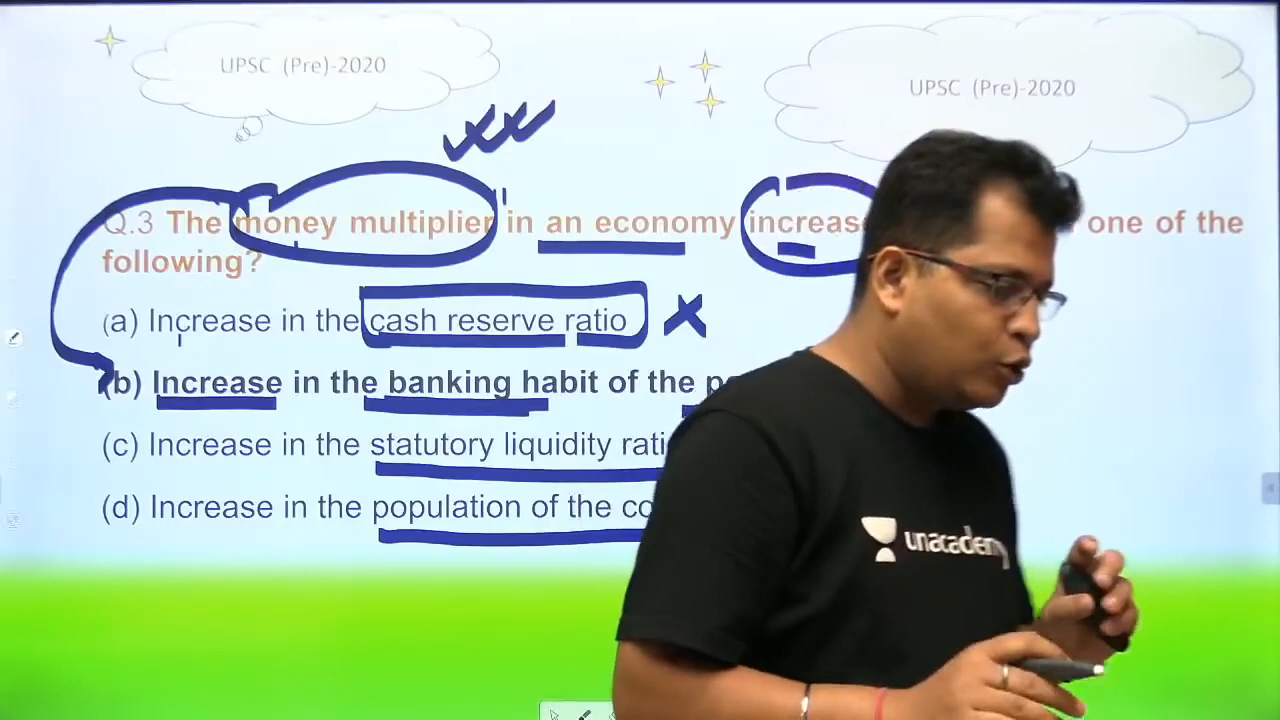 UPSC (Pre)-2020
UPSC (Pre)-2020
Q.3 The money multiplier in an economy increase one of the
following?
(a) Increase in the cash reserve ratio
(b) Increase in the banking habit of the
(c) Increase in the statutory liquidity
(d) Increase in the population of the
unacademy